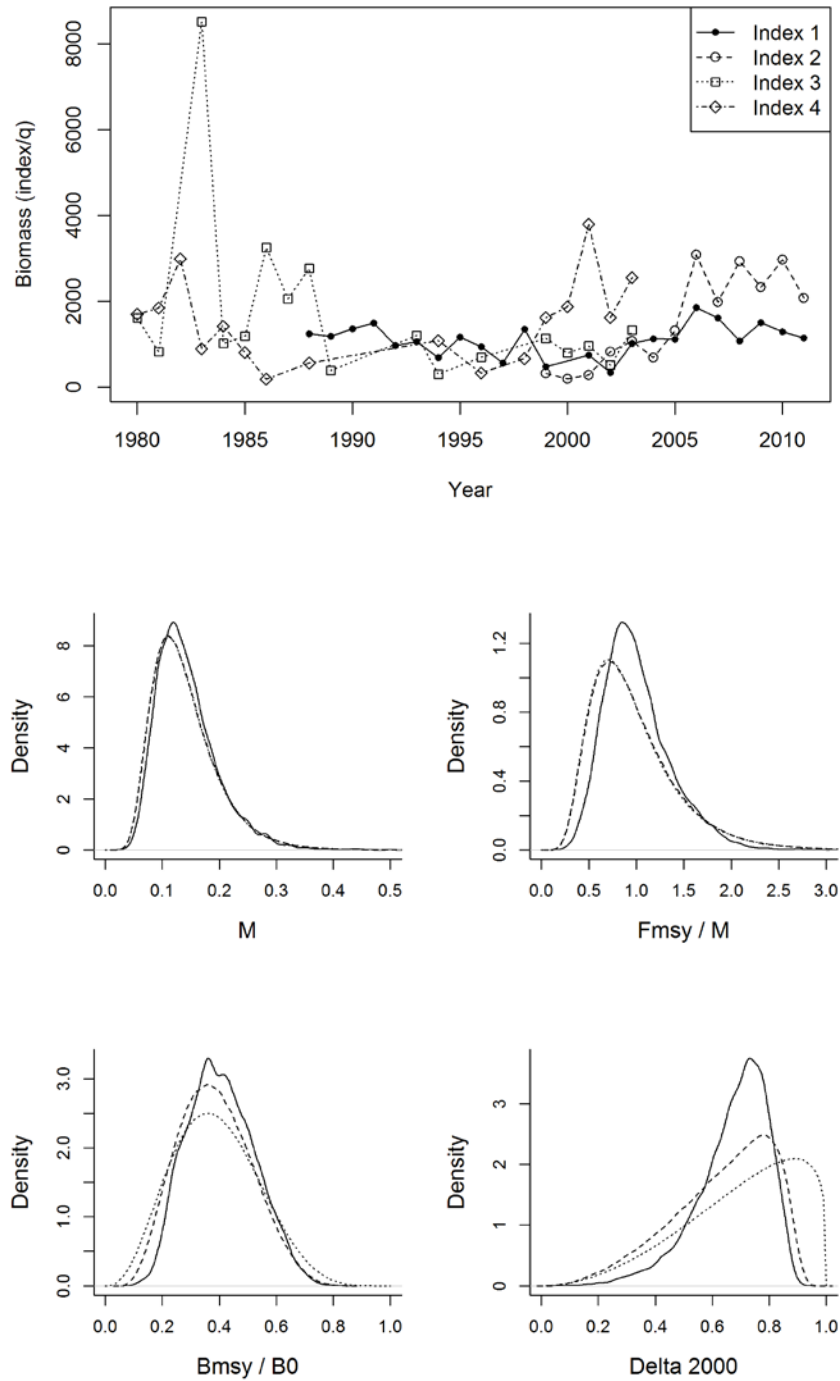 Index 1
Index 2
Index 3
Index 4
Biomass (index/q)
0 2000 4000 6000 8000
1980 1985 1990 1995 2000 2005 2010
Year
Density
0 2 4 6 8
0.0 0.1 0.2 0.3 0.4 0.5
M
Density
0.0 0.4 0.8 1.2
0.0 0.5 1.0 1.5 2.0 2.5 3.0
Fmsy / M
Density
0.0 1.0 2.0 3.0
0.0 0.2 0.4 0.6 0.8 1.0
Bmsy / B0
Density
0 1 2 3
0.0 0.2 0.4 0.6 0.8 1.0
Delta 2000